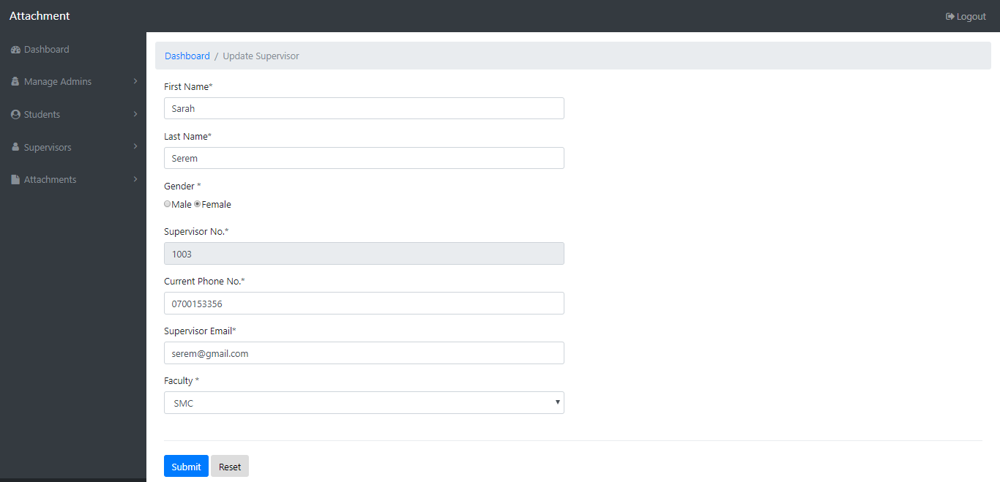 Attachment
Logout
Dashboard
Manage Admins
Students
Supervisors
Attachments
Dashboard / Update Supervisor
First Name*
Sarah
Last Name*
Serem
Gender *
Male Female
Supervisor No.*
1003
Current Phone No.*
0700153356
Supervisor Email*
serem@gmail.com
Faculty *
SMC
Submit Reset